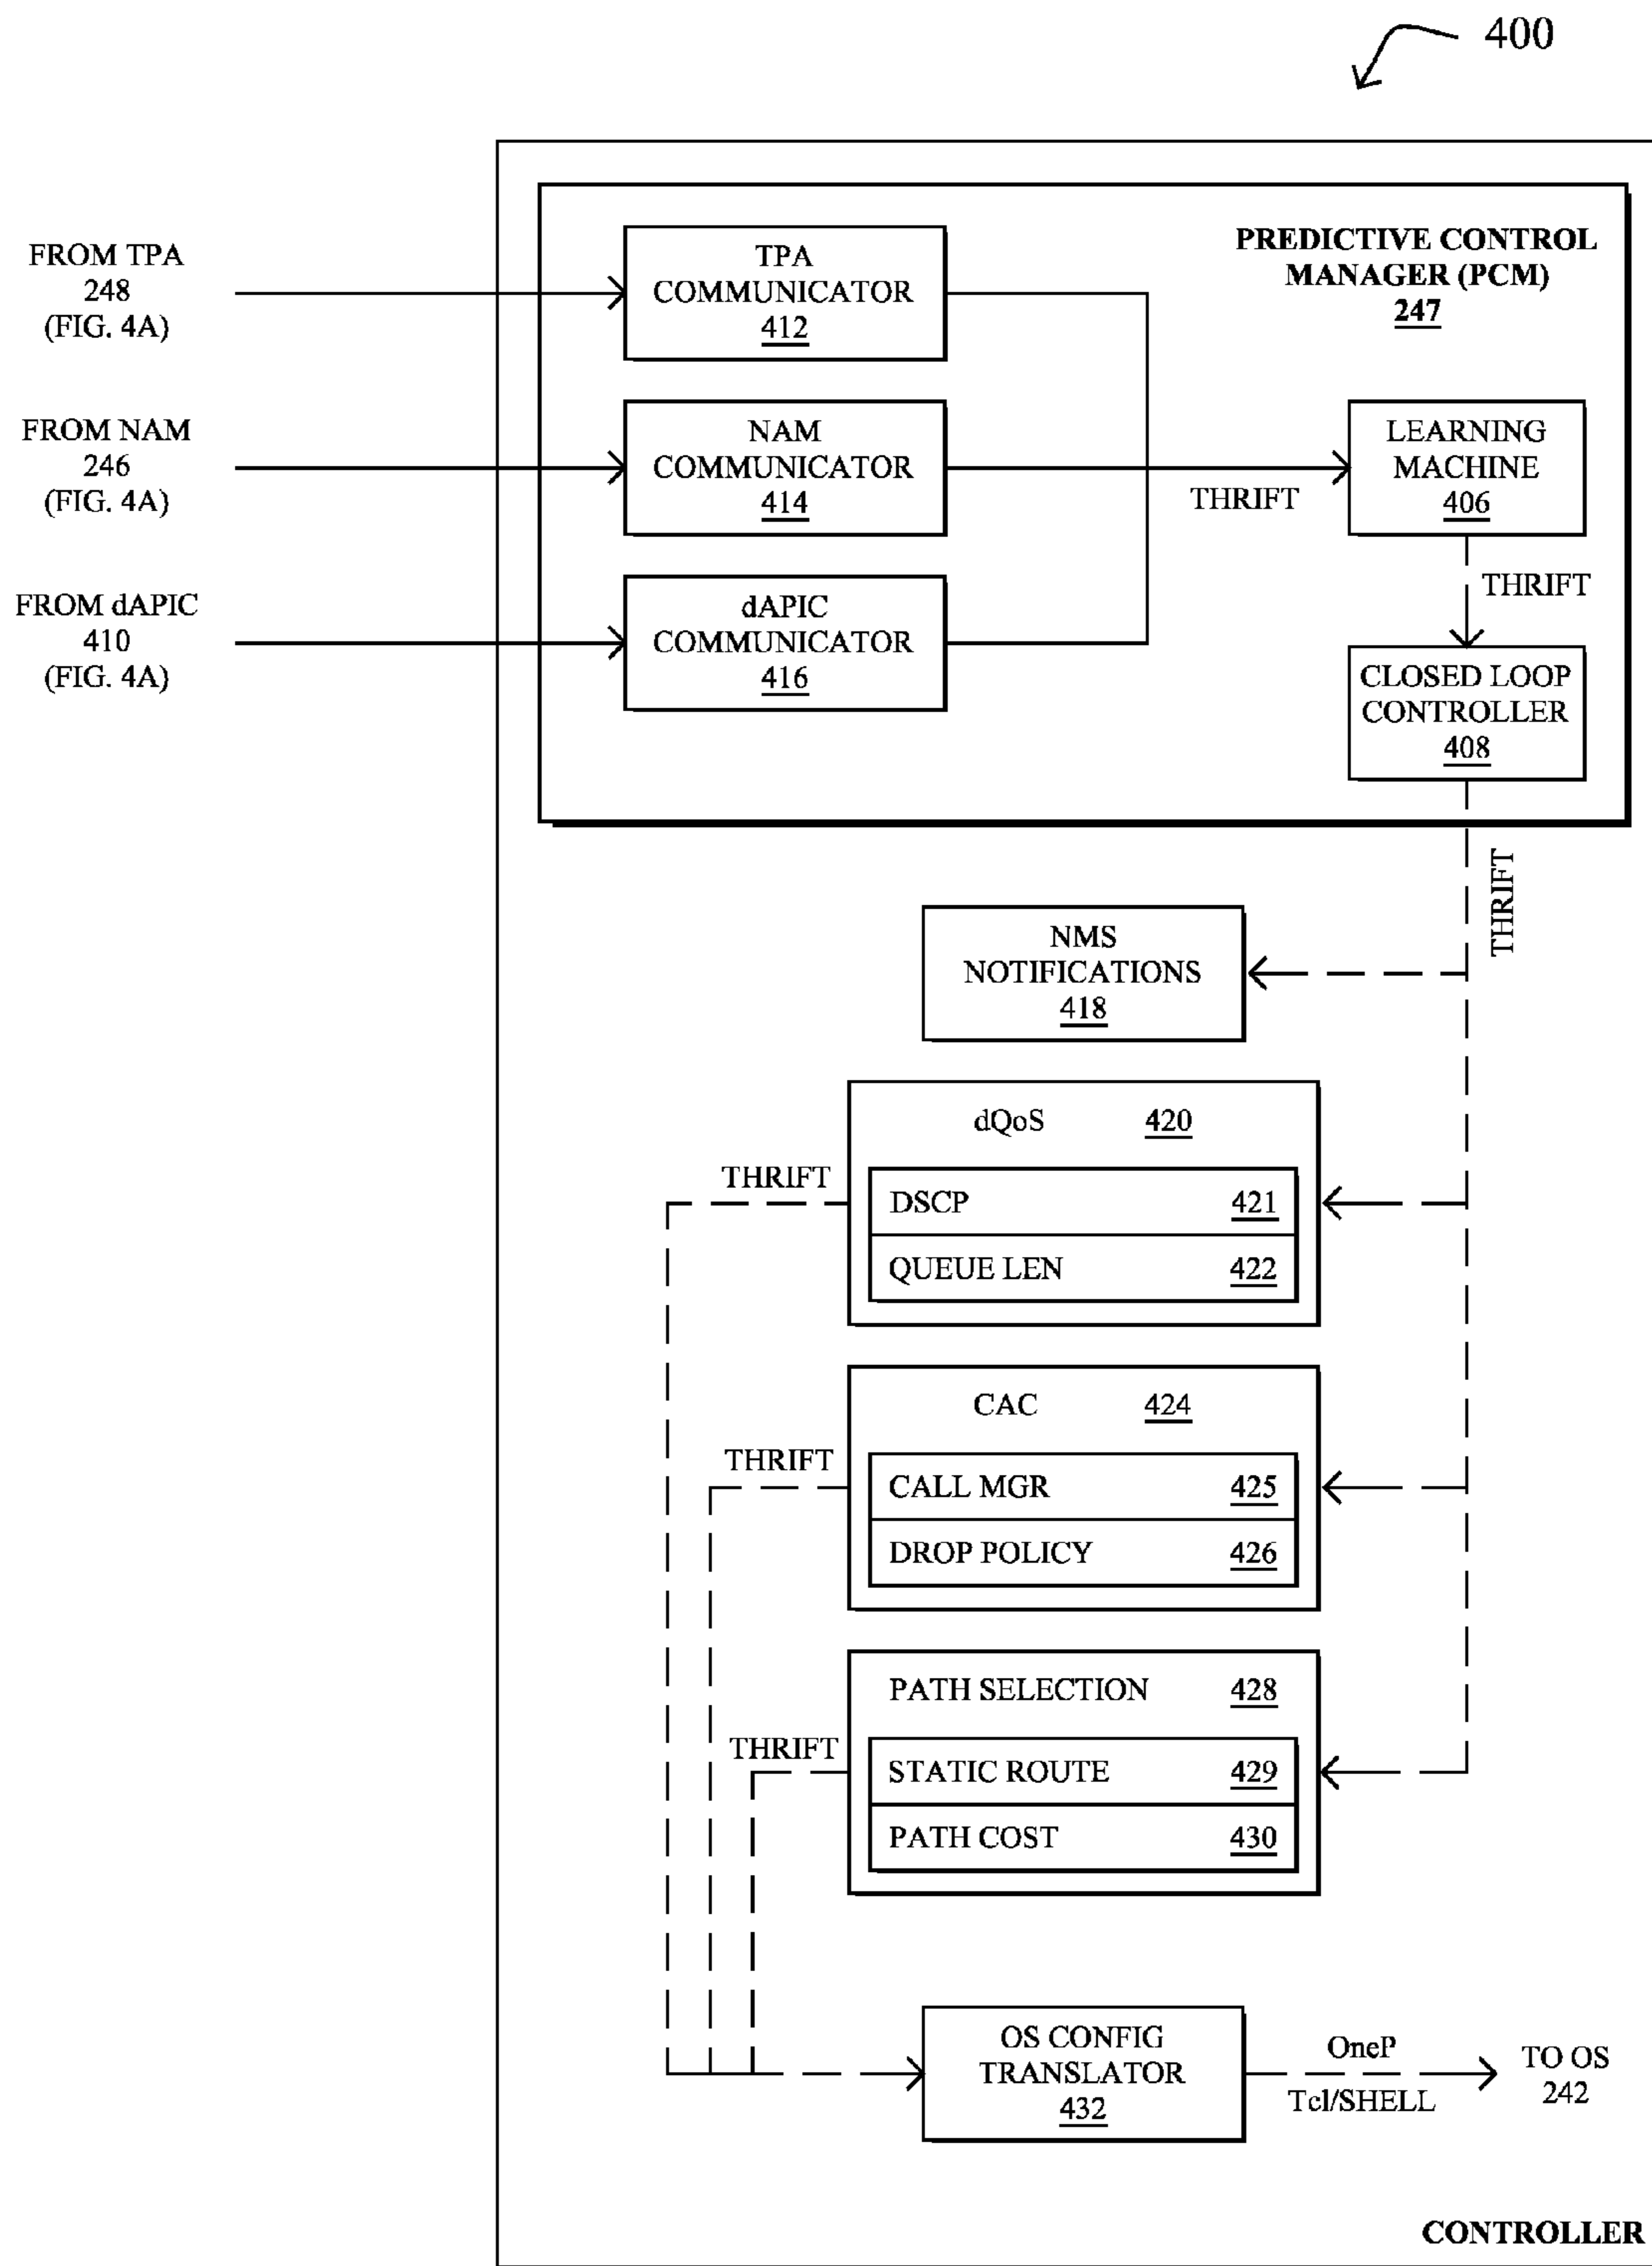 400
FROM TPA
248
(FIG. 4A)
TPA
COMMUNICATOR
412
PREDICTIVE CONTROL
MANAGER (PCM)
247
FROM NAM
246
(FIG. 4A)
NAM
COMMUNICATOR
414
THRIFT
LEARNING
MACHINE
406
THRIFT
FROM dAPIC
410
(FIG. 4A)
dAPIC
COMMUNICATOR
416
CLOSED LOOP
CONTROLLER
408
THRIFT
NMS
NOTIFICATIONS
418
dQoS 420
THRIFT
DSCP 421
QUEUE LEN 422
CAC 424
THRIFT
CALL MGR 425
DROP POLICY 426
PATH SELECTION 428
THRIFT
STATIC ROUTE 429
PATH COST 430
OS CONFIG
TRANSLATOR
432
OneP
Tcl/SHELL
TO OS
242
CONTROLLER